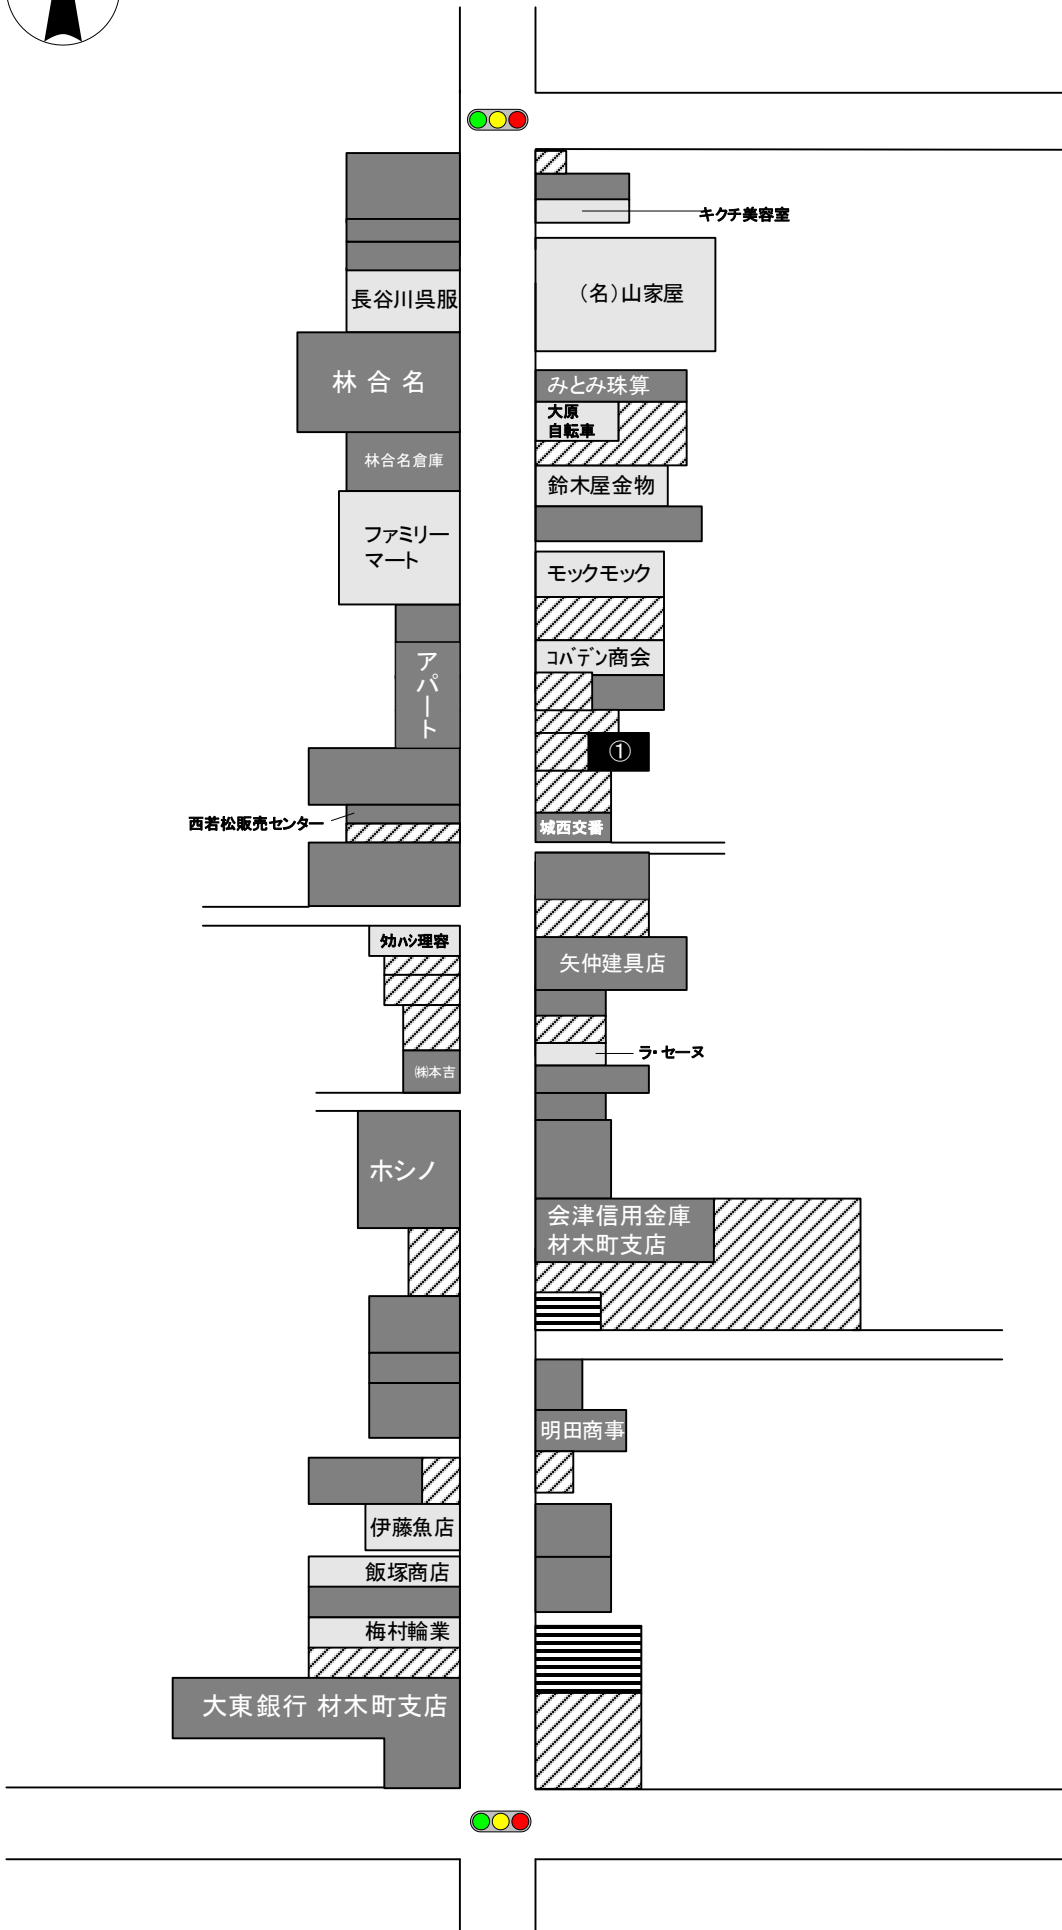 キクチ美容室
長谷川呉服
（名）山家屋
林合名
みとみ珠算
大原
自転車
林合名倉庫
鈴木屋金物
ファミリー
マート
モックモック
コバデン商会
アパート
①
西若松販売センター
城西交番
タカハシ理容
矢仲建具店
ラ・セーヌ
㈱本吉
ホシノ
会津信用金庫
材木町支店
明田商事
伊藤魚店
飯塚商店
梅村輪業
大東銀行 材木町支店